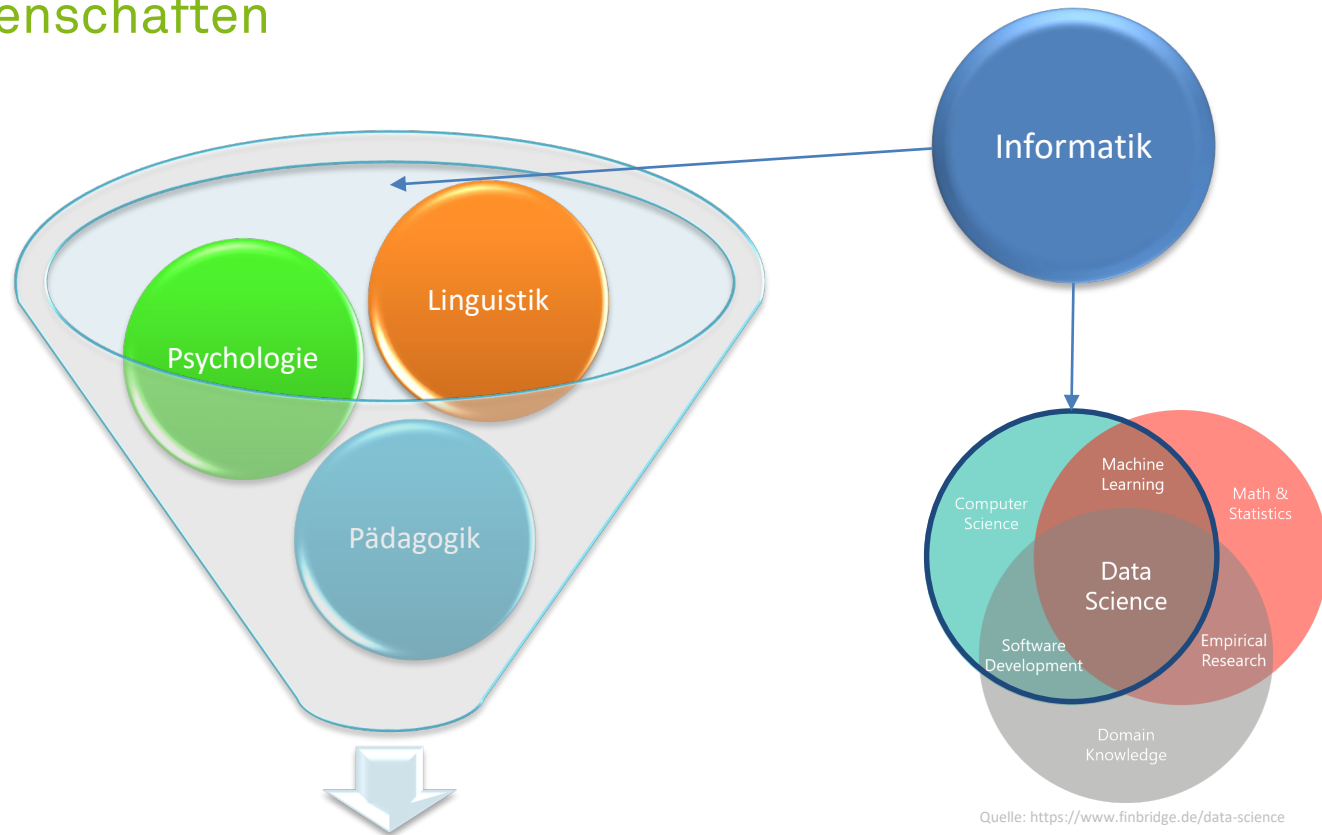 enschaften
Informatik
Linguistik
Psychologie
Pädagogik
Machine
Learning
Computer
Science
Math &
Statistics
Data
Science
Software
Development
Empirical
Research
Domain
Knowledge
Quelle: https://www.finbridge.de/data-science